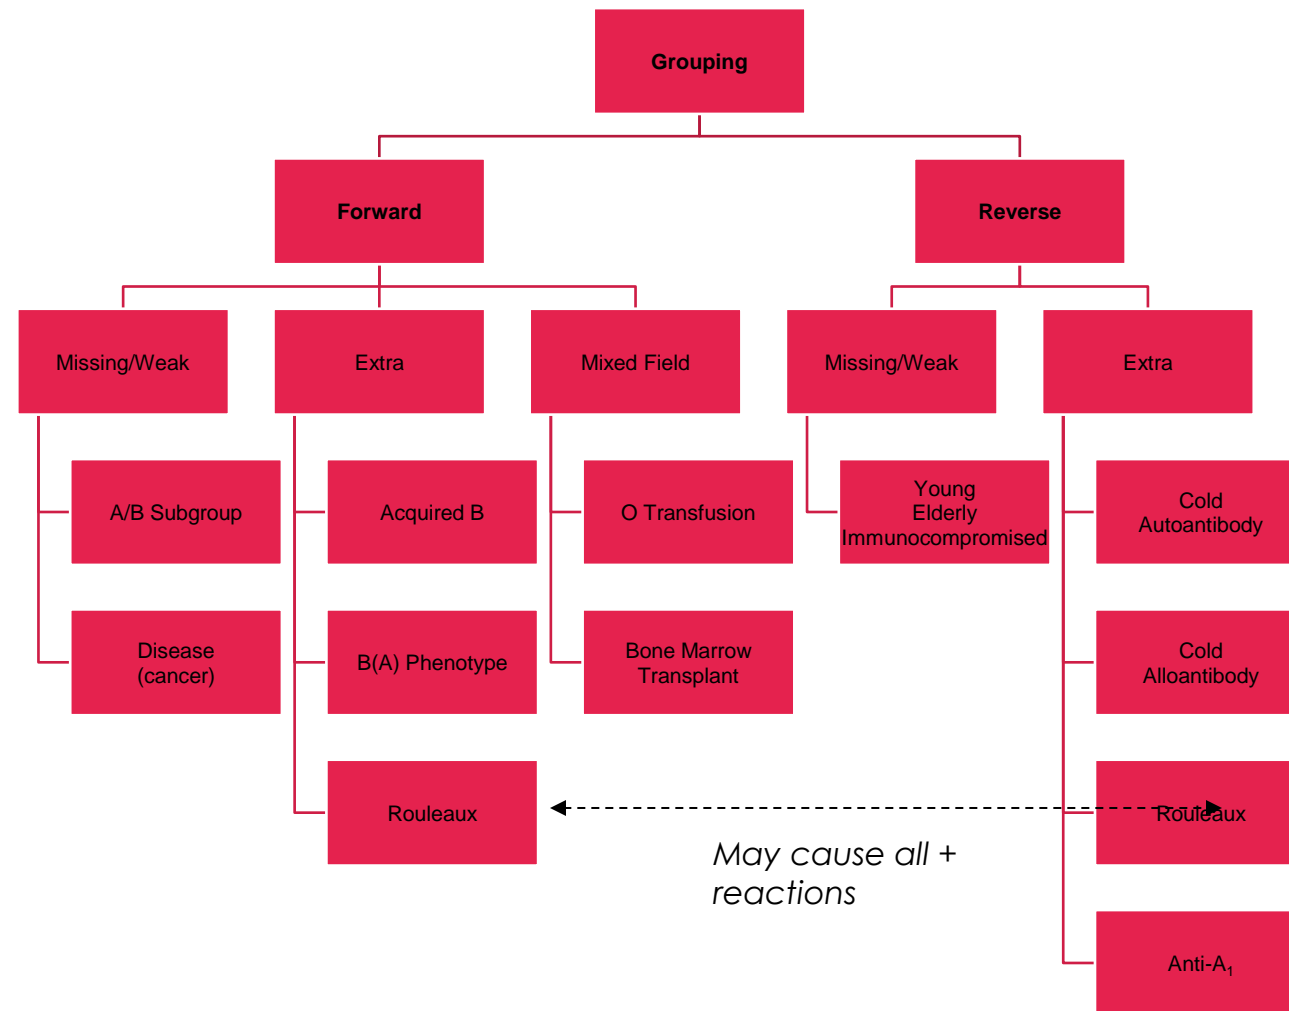 Grouping
Forward
Reverse
Missing/Weak
Extra
Mixed Field
Missing/Weak
Extra
A/B Subgroup
Acquired B
O Transfusion
Young
Elderly
Immunocompromised
Cold
Autoantibody
Disease
(cancer)
B(A) Phenotype
Bone Marrow
Transplant
Cold
Alloantibody
Rouleaux
Rouleaux
May cause all +
reactions
Anti-A₁